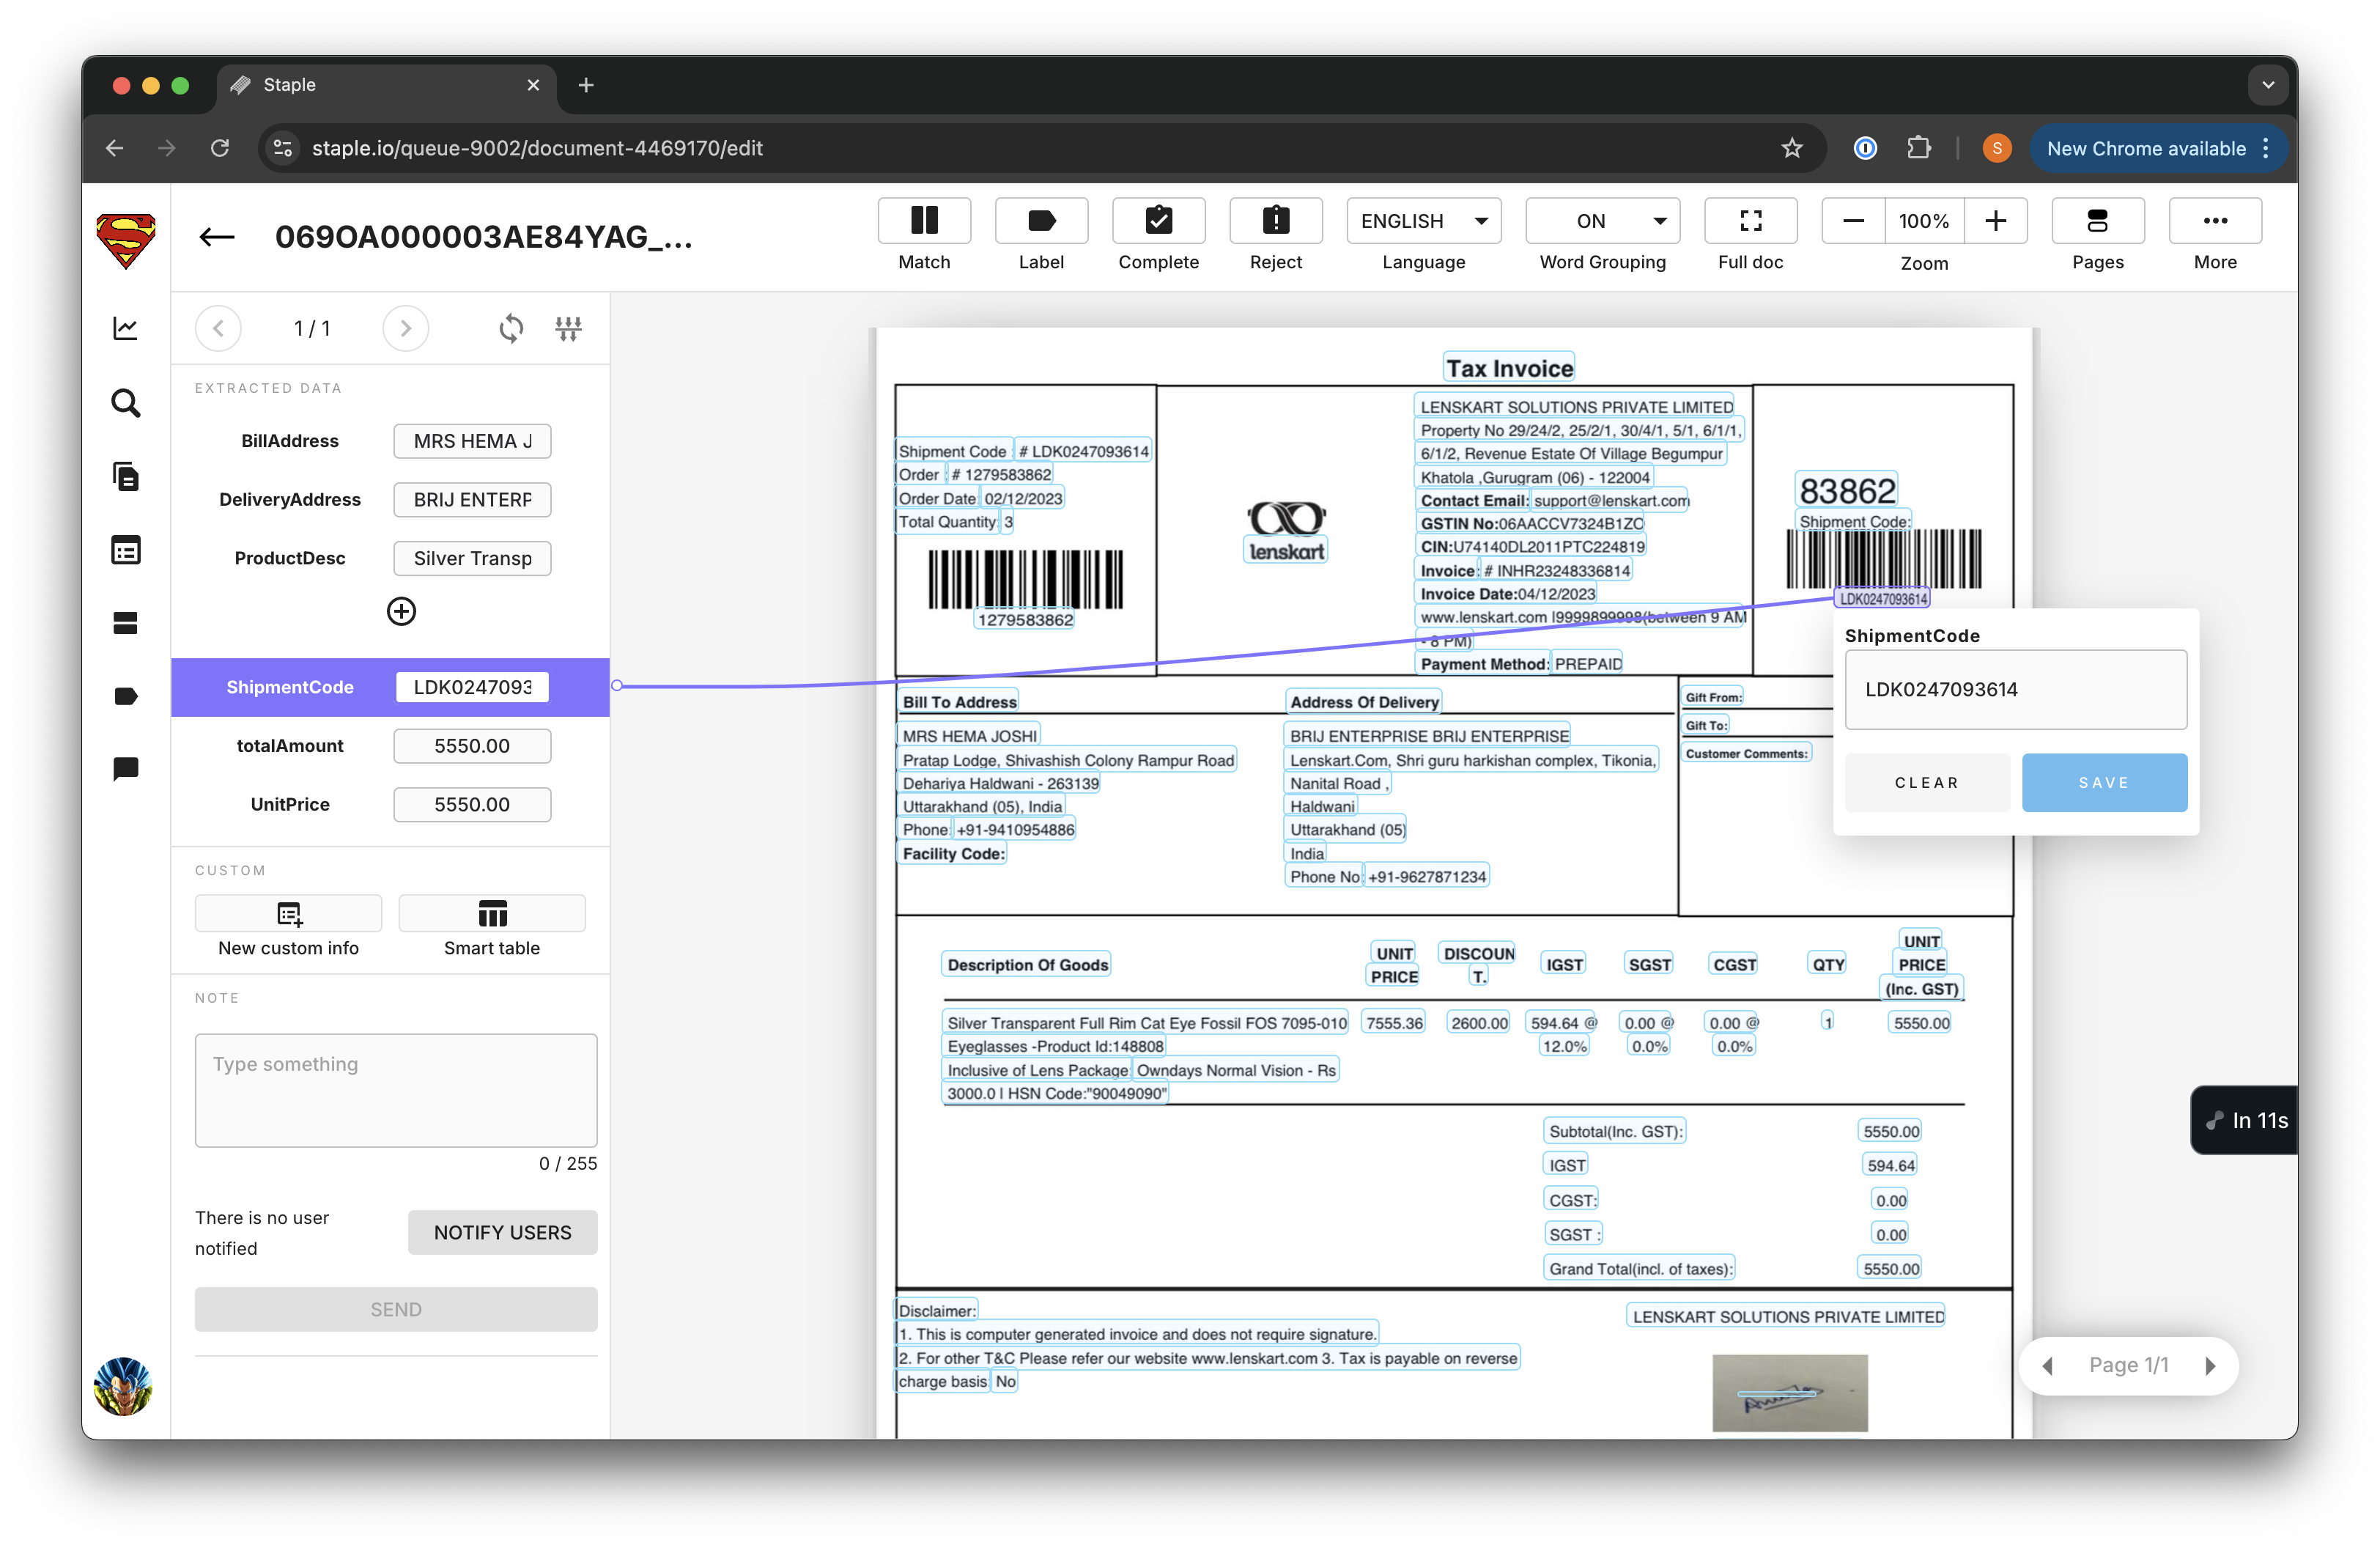 Staple
staple.io/queue-9002/document-4469170/edit
S
New Chrome available
069OA000003AE84YAG_...
Match
Label
Complete
Reject
ENGLISH
Language
ON
Word Grouping
Full doc
100%
Zoom
Pages
More
1 / 1
EXTRACTED DATA
BillAddress MRS HEMA J
DeliveryAddress BRIJ ENTERP
ProductDesc Silver Transp
ShipmentCode LDK0247093
totalAmount 5550.00
UnitPrice 5550.00
CUSTOM
New custom info
Smart table
NOTE
Type something
0 / 255
There is no user
notified
NOTIFY USERS
SEND
Tax Invoice
Shipment Code : # LDK0247093614
Order : # 1279583862
Order Date: 02/12/2023
Total Quantity: 3
1279583862
lenskart
LENSKART SOLUTIONS PRIVATE LIMITED
Property No 29/24/2, 25/2/1, 30/4/1, 5/1, 6/1/1,
6/1/2, Revenue Estate Of Village Begumpur
Khatola ,Gurugram (06) - 122004
Contact Email: support@lenskart.com
GSTIN No:06AACCV7324B1ZO
CIN:U74140DL2011PTC224819
Invoice: # INHR23248336814
Invoice Date:04/12/2023
www.lenskart.com |9999899998(between 9 AM
- 8 PM)
Payment Method: PREPAID
83862
Shipment Code:
LDK0247093614
ShipmentCode
LDK0247093614
CLEAR
SAVE
Bill To Address
MRS HEMA JOSHI
Pratap Lodge, Shivashish Colony Rampur Road
Dehariya Haldwani - 263139
Uttarakhand (05), India
Phone: +91-9410954886
Facility Code:
Address Of Delivery
BRIJ ENTERPRISE BRIJ ENTERPRISE
Lenskart.Com, Shri guru harkishan complex, Tikonia,
Nanital Road ,
Haldwani
Uttarakhand (05)
India
Phone No: +91-9627871234
Gift From:
Gift To:
Customer Comments:
Description Of Goods
UNIT
PRICE
DISCOUN
T.
IGST
SGST
CGST
QTY
UNIT
PRICE
(Inc. GST)
Silver Transparent Full Rim Cat Eye Fossil FOS 7095-010 7555.36 2600.00 594.64 @ 0.00 @ 0.00 @ 1 5550.00
Eyeglasses -Product Id:148808 12.0% 0.0% 0.0%
Inclusive of Lens Package: Owndays Normal Vision - Rs
3000.0 | HSN Code:"90049090"
Subtotal(Inc. GST): 5550.00
IGST 594.64
CGST: 0.00
SGST : 0.00
Grand Total(incl. of taxes): 5550.00
Disclaimer:
1. This is computer generated invoice and does not require signature.
2. For other T&C Please refer our website www.lenskart.com 3. Tax is payable on reverse
charge basis: No
LENSKART SOLUTIONS PRIVATE LIMITED
In 11s
Page 1/1